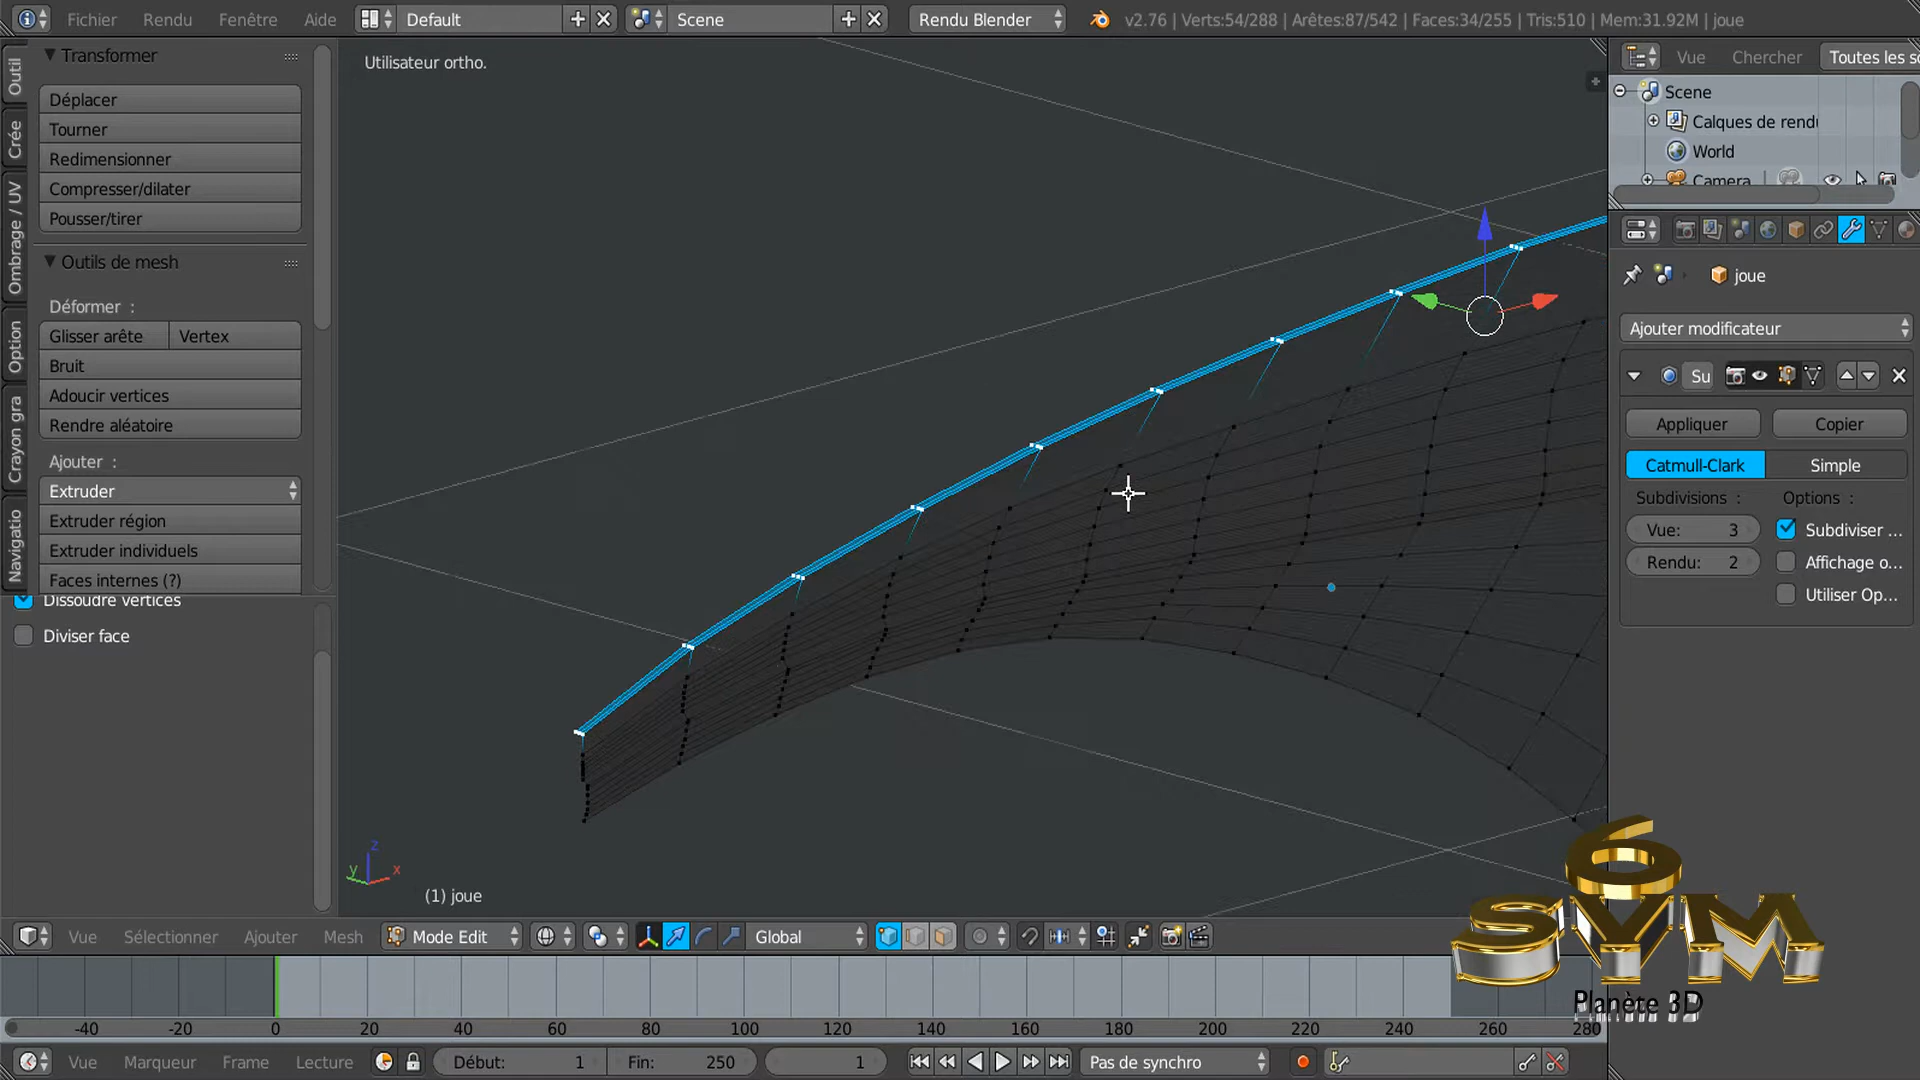 Fichier Rendu Fenêtre Aide Default Scene Rendu Blender v2.76 | Verts:54/288 | Arêtes:87/542 | Faces:34/255 | Tris:510 | Mem:31.92M | joue
Outil
Crée
Ombrage / UV
Option
Crayon gra
Navigatio
Transformer
Déplacer
Tourner
Redimensionner
Compresser/dilater
Pousser/tirer
Outils de mesh
Déformer :
Glisser arête Vertex
Bruit
Adoucir vertices
Rendre aléatoire
Ajouter :
Extruder
Extruder région
Extruder individuels
Faces internes (?)
Dissoudre vertices
Diviser face
Utilisateur ortho.
z
y x
(1) joue
Vue Chercher Toutes les s
Scene
Calques de rend
World
Camera
joue
Ajouter modificateur
Su
Appliquer Copier
Catmull-Clark Simple
Subdivisions : Options :
Vue: 3 Subdiviser ...
Rendu: 2 Affichage o...
Utiliser Op...
Vue Sélectionner Ajouter Mesh Mode Edit Global
6
SYM
Planète 3D
-40 -20 0 20 40 60 80 100 120 140 160 180 200 220 240 260 280
Vue Marqueur Frame Lecture Début: 1 Fin: 250 1 Pas de synchro